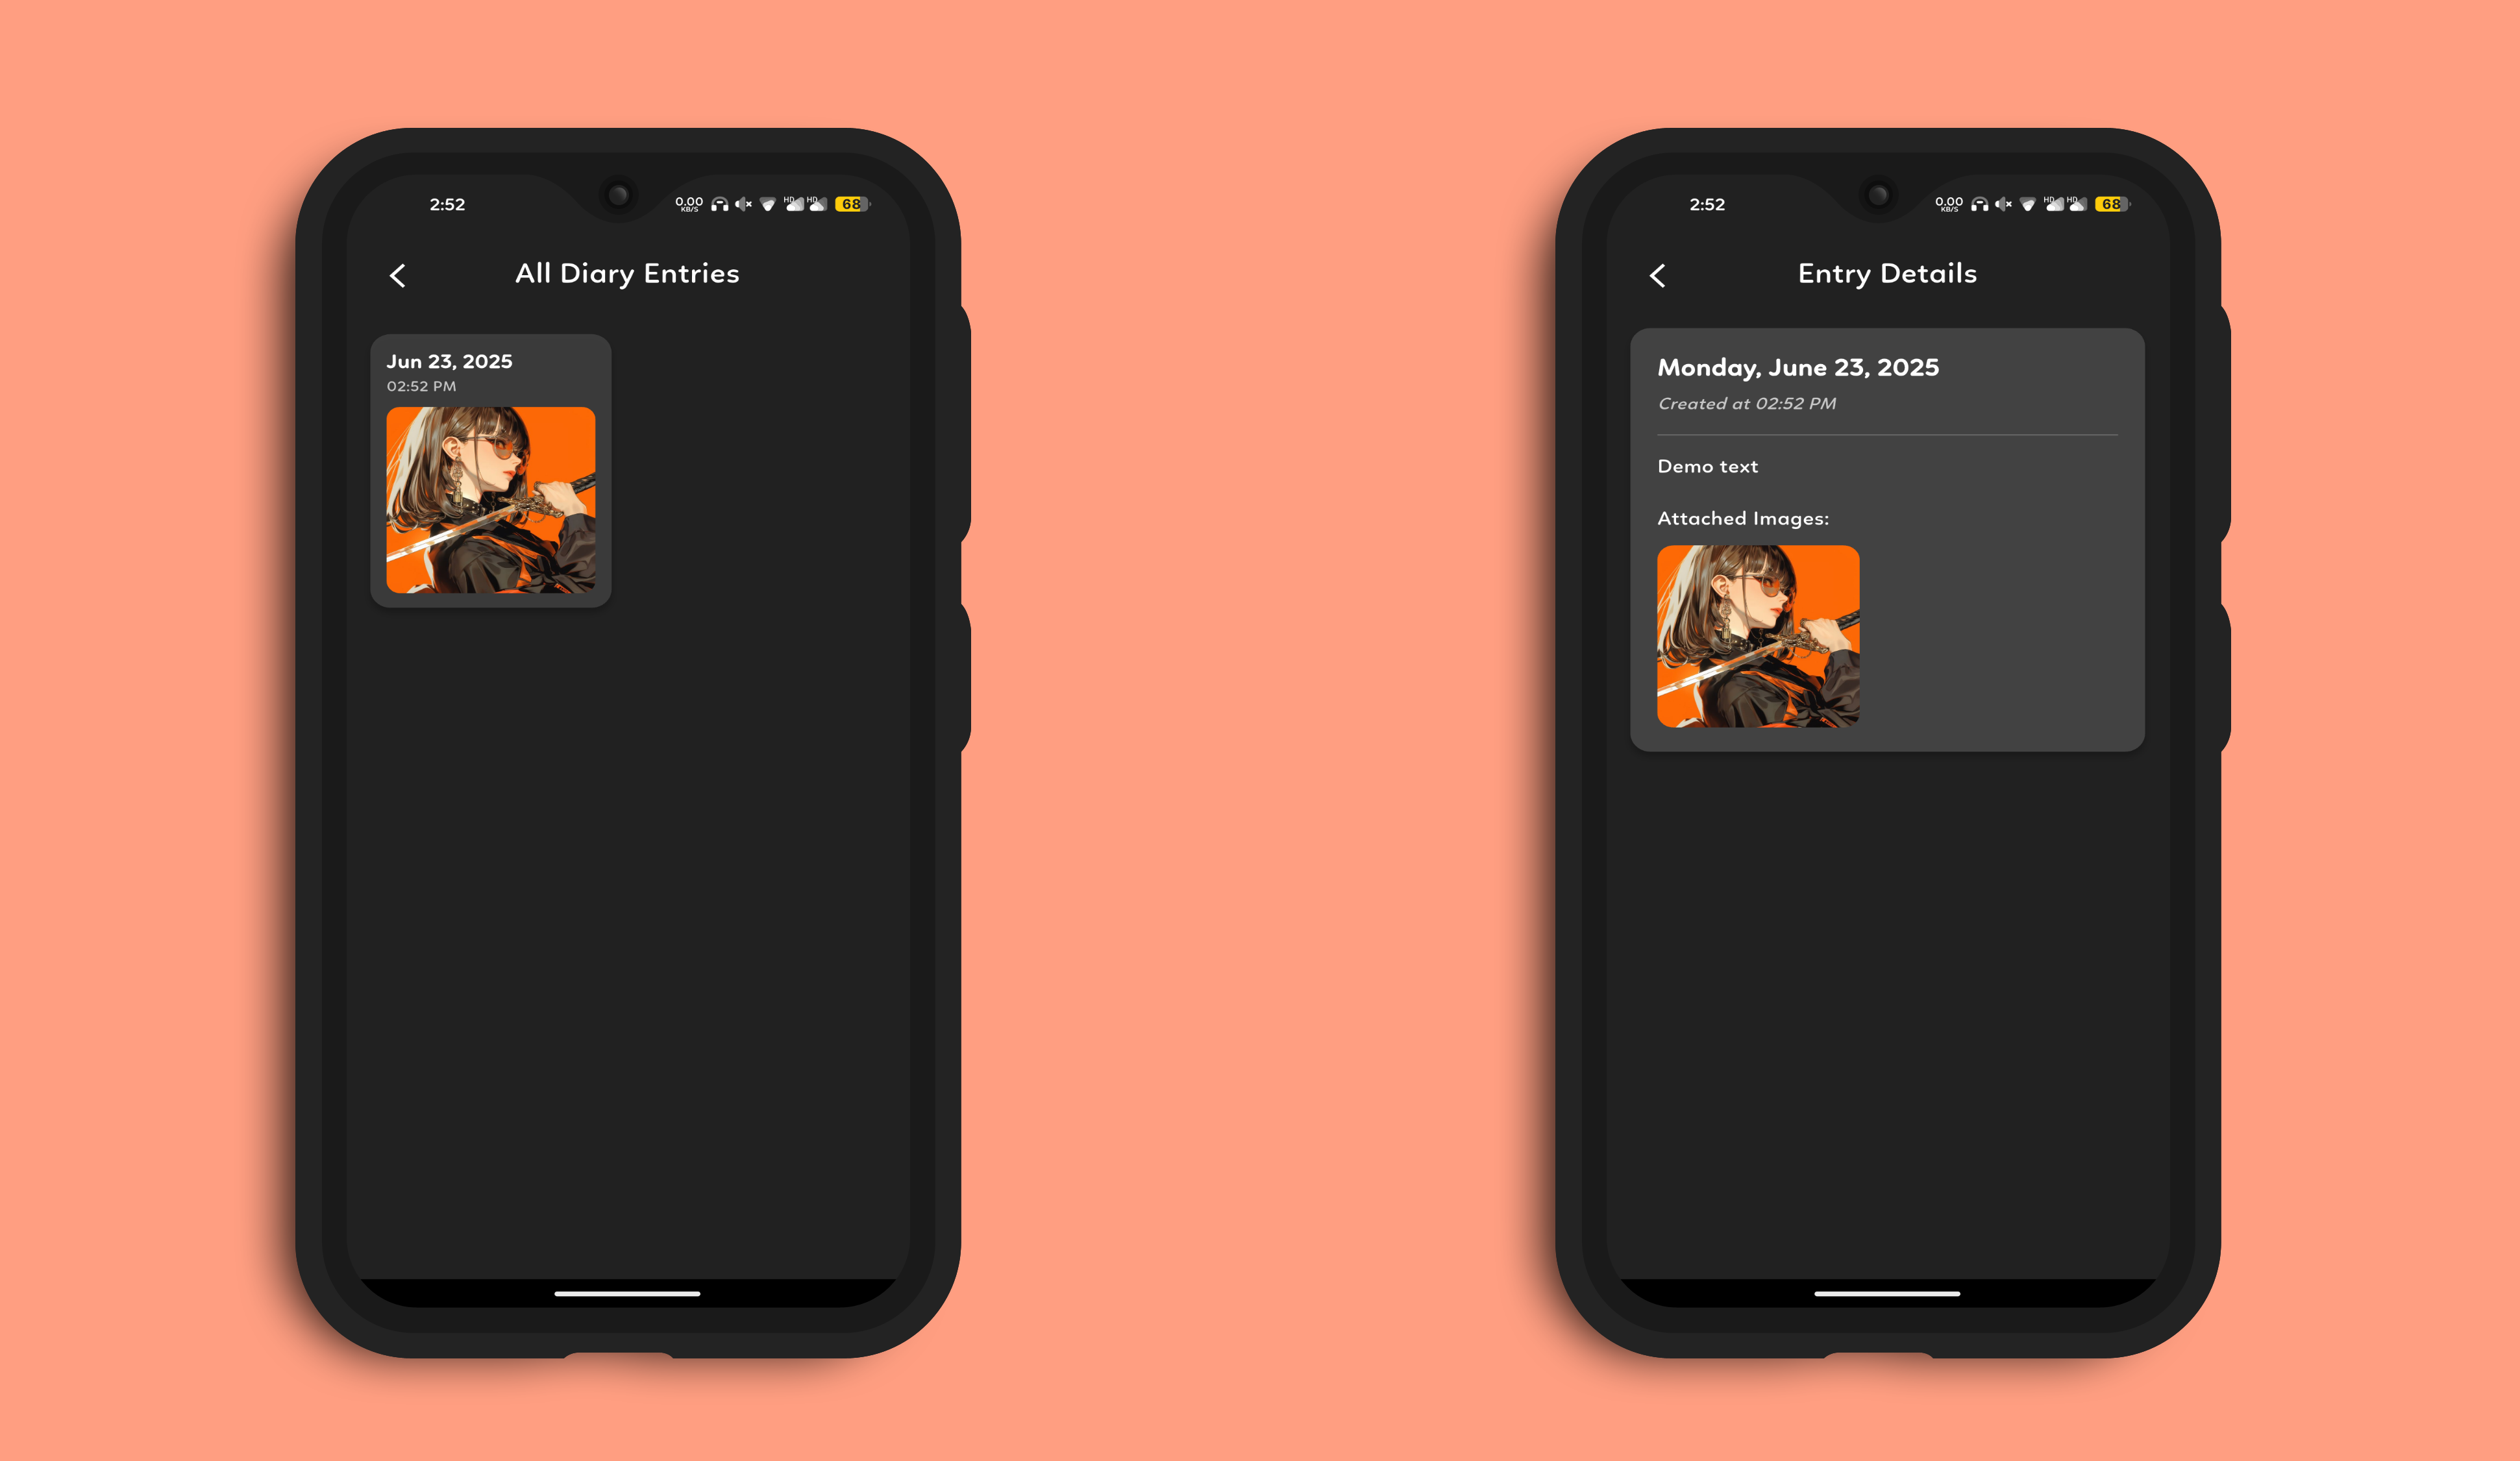 2:52
0.00
KB/S
HD HD
68
All Diary Entries
Jun 23, 2025
02:52 PM
2:52
0.00
KB/S
HD HD
68
Entry Details
Monday, June 23, 2025
Created at 02:52 PM
Demo text
Attached Images: